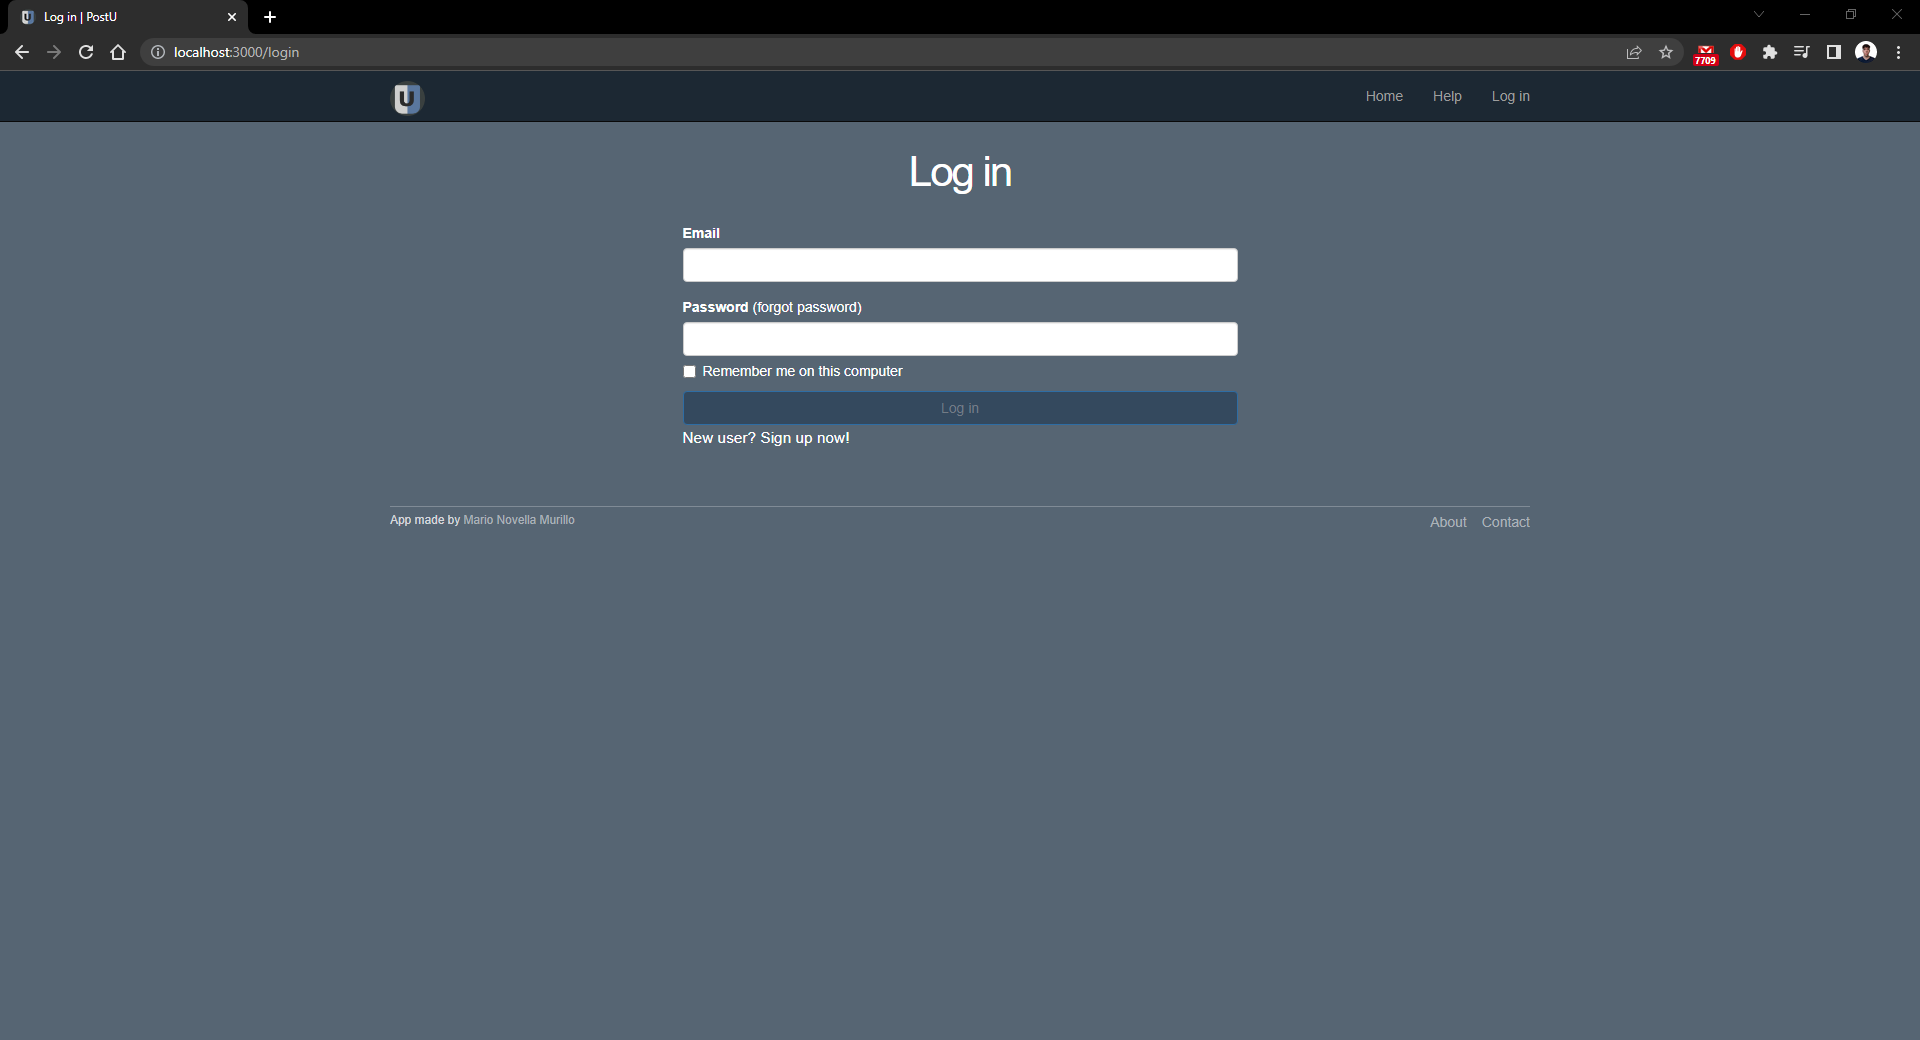 Log in | PostU
localhost:3000/login
7709
U
Home Help Log in
Log in
Email
Password (forgot password)
Remember me on this computer
Log in
New user? Sign up now!
App made by Mario Novella Murillo
About Contact